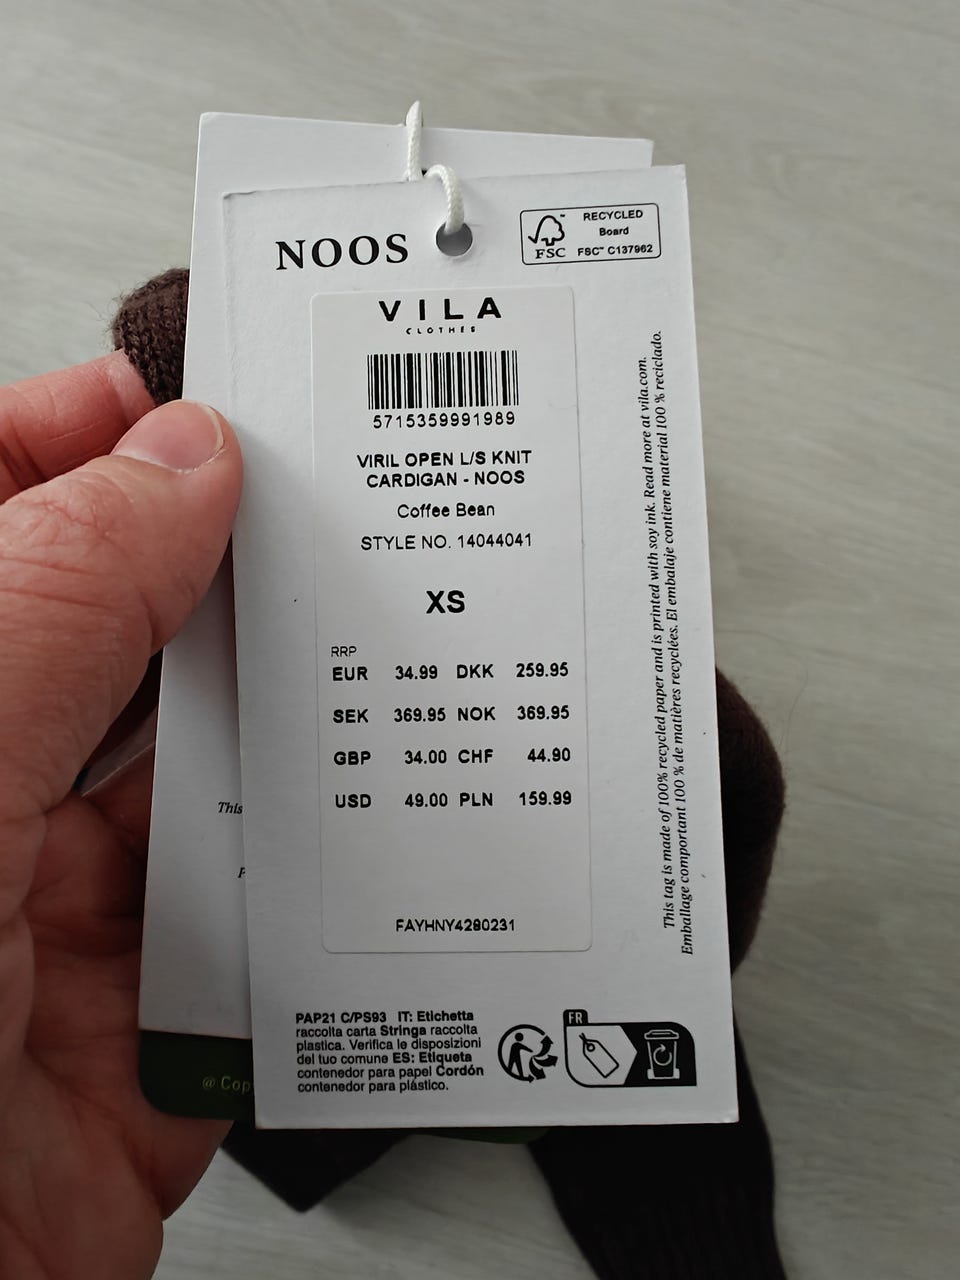 NOOS
RECYCLED
Board
FSC™ C137962
FSC
VILA
CLOTHES
5715359991989
VIRIL OPEN L/S KNIT
CARDIGAN - NOOS
Coffee Bean
STYLE NO. 14044041
XS
RRP
EUR 34.99 DKK 259.95
SEK 369.95 NOK 369.95
GBP 34.00 CHF 44.90
USD 49.00 PLN 159.99
FAYHNY4280231
This tag is made of 100% recycled paper and is printed with soy ink. Read more at vila.com.
Emballage comportant 100 % de matières recyclées. El embalaje contiene material 100 % reciclado.
PAP21 C/PS93 IT: Etichetta
raccolta carta Stringa raccolta
plastica. Verifica le disposizioni
del tuo comune ES: Etiqueta
contenedor para papel Cordón
contenedor para plástico.
FR
This
@ Cop